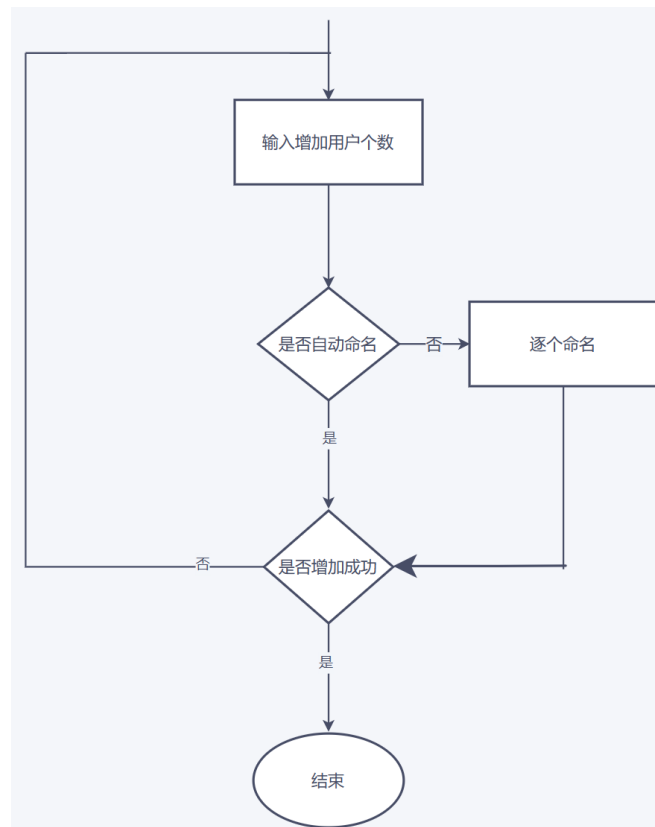 输入增加用户个数
是否自动命名
否
逐个命名
是
否
是否增加成功
是
结束